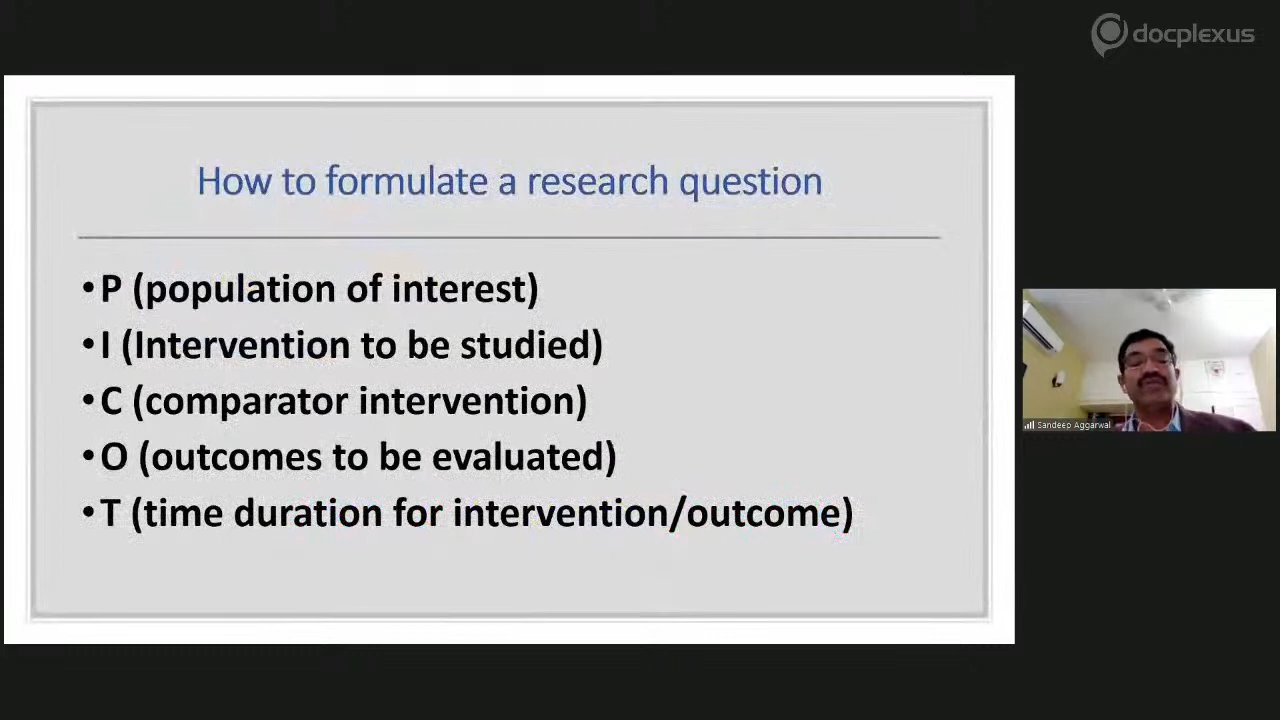 docplexus
How to formulate a research question
•P (population of interest)
•I (Intervention to be studied)
•C (comparator intervention)
•O (outcomes to be evaluated)
•T (time duration for intervention/outcome)
Sandeep Aggarwal